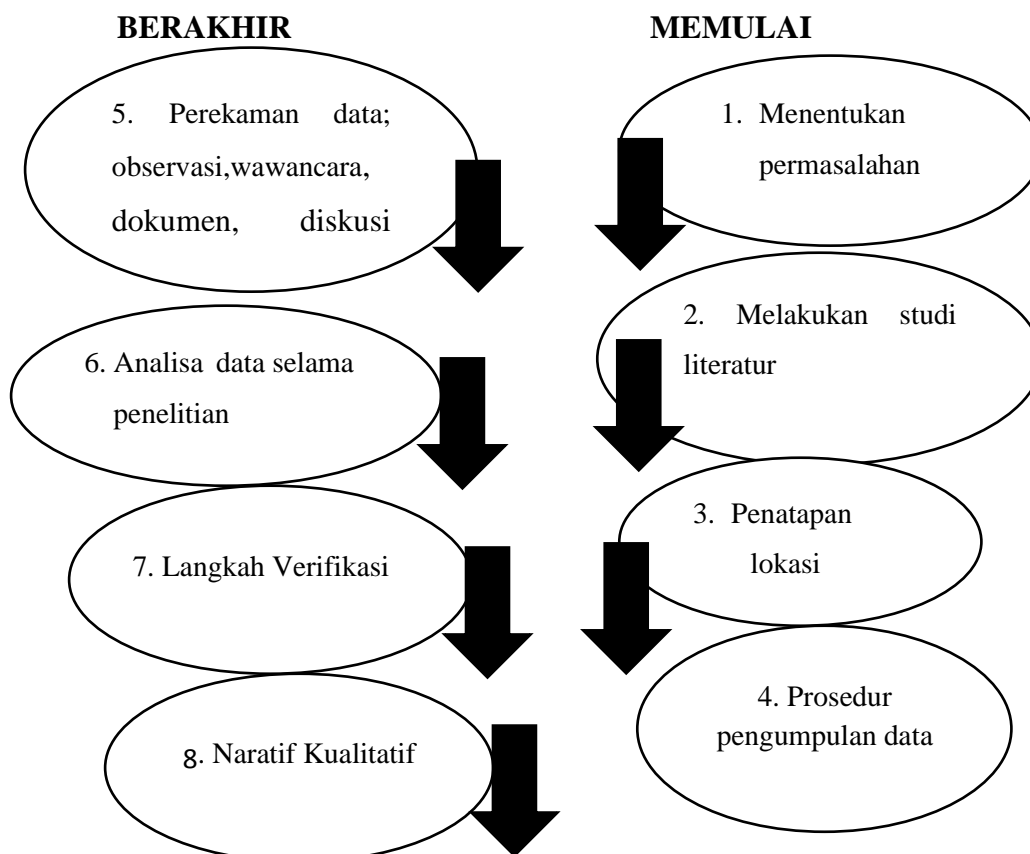 BERAKHIR
MEMULAI
5. Perekaman data;
observasi,wawancara,
dokumen, diskusi
6. Analisa data selama
penelitian
7. Langkah Verifikasi
8. Naratif Kualitatif
1. Menentukan
permasalahan
2. Melakukan studi
literatur
3. Penatapan
lokasi
4. Prosedur
pengumpulan data